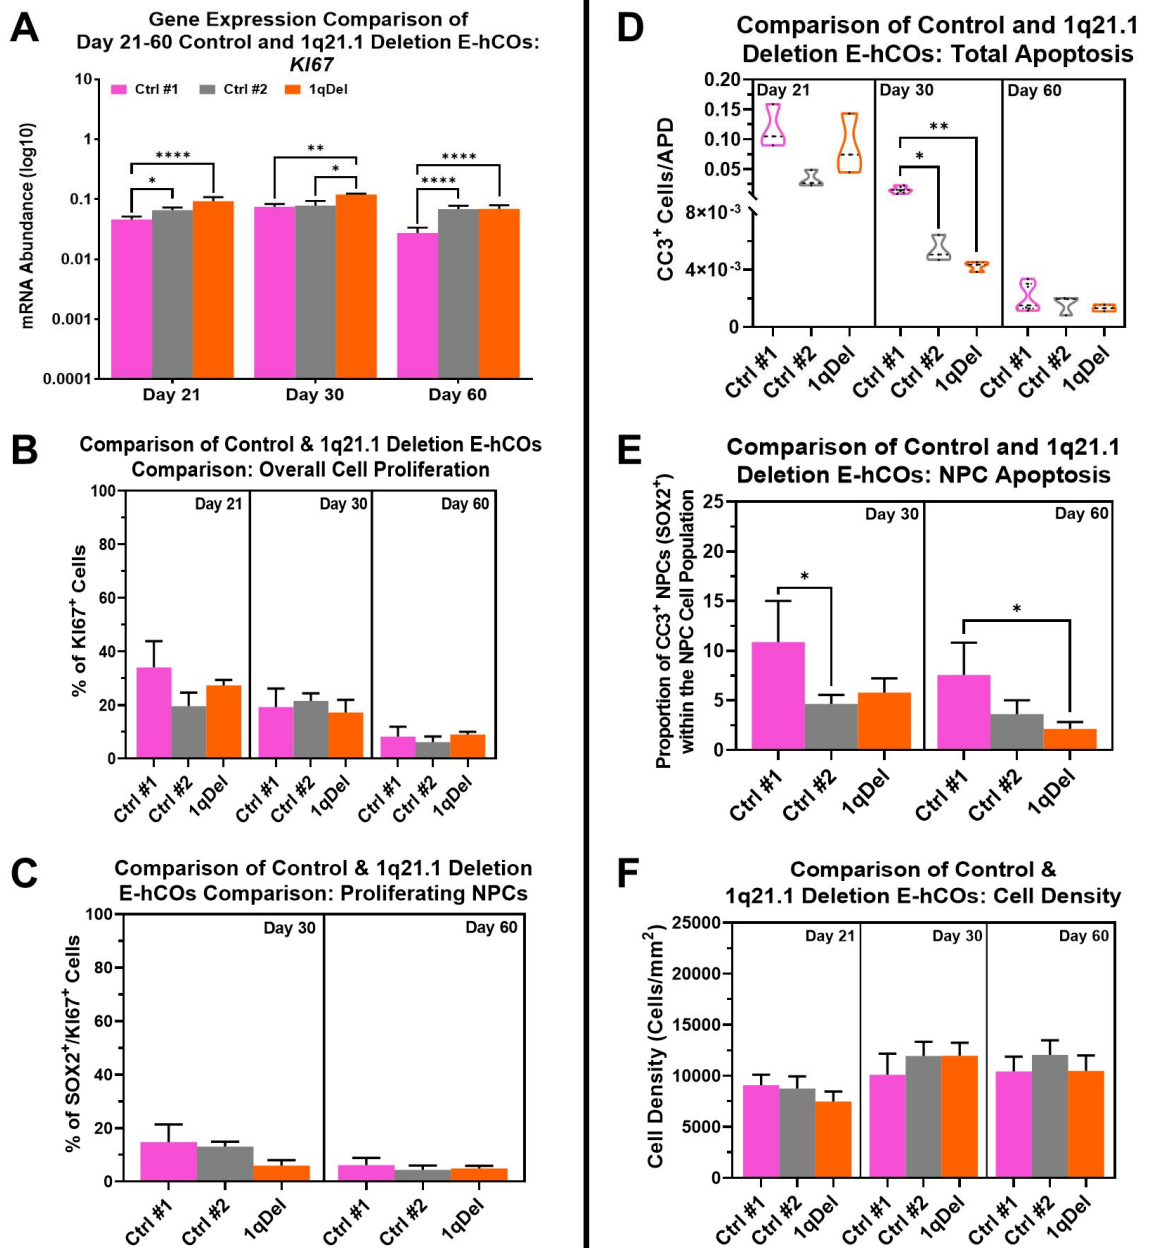 A
Gene Expression Comparison of
Day 21-60 Control and 1q21.1 Deletion E-hCOs:
KI67
Ctrl #1 Ctrl #2 1qDel
mRNA Abundance (log10)
10
1
0.1
0.01
0.001
0.0001
* ****
** *
**** ****
Day 21 Day 30 Day 60
B
Comparison of Control & 1q21.1 Deletion E-hCOs
Comparison: Overall Cell Proliferation
% of KI67+ Cells
100
80
60
40
20
0
Day 21 Day 30 Day 60
Ctrl #1 Ctrl #2 1qDel Ctrl #1 Ctrl #2 1qDel Ctrl #1 Ctrl #2 1qDel
C
Comparison of Control & 1q21.1 Deletion
E-hCOs Comparison: Proliferating NPCs
% of SOX2+/KI67+ Cells
100
80
60
40
20
0
Day 30 Day 60
Ctrl #1 Ctrl #2 1qDel Ctrl #1 Ctrl #2 1qDel
D
Comparison of Control and 1q21.1
Deletion E-hCOs: Total Apoptosis
CC3+ Cells/APD
0.20
0.15
0.10
0.05
8×10-3
4×10-3
0
Day 21 Day 30 Day 60
**
*
Ctrl #1 Ctrl #2 1qDel Ctrl #1 Ctrl #2 1qDel Ctrl #1 Ctrl #2 1qDel
E
Comparison of Control and 1q21.1
Deletion E-hCOs: NPC Apoptosis
Proportion of CC3+ NPCs (SOX2+)
within the NPC Cell Population
25
20
15
10
5
0
Day 30 Day 60
*
*
Ctrl #1 Ctrl #2 1qDel Ctrl #1 Ctrl #2 1qDel
F
Comparison of Control &
1q21.1 Deletion E-hCOs: Cell Density
Cell Density (Cells/mm2)
25000
20000
15000
10000
5000
0
Day 21 Day 30 Day 60
Ctrl #1 Ctrl #2 1qDel Ctrl #1 Ctrl #2 1qDel Ctrl #1 Ctrl #2 1qDel